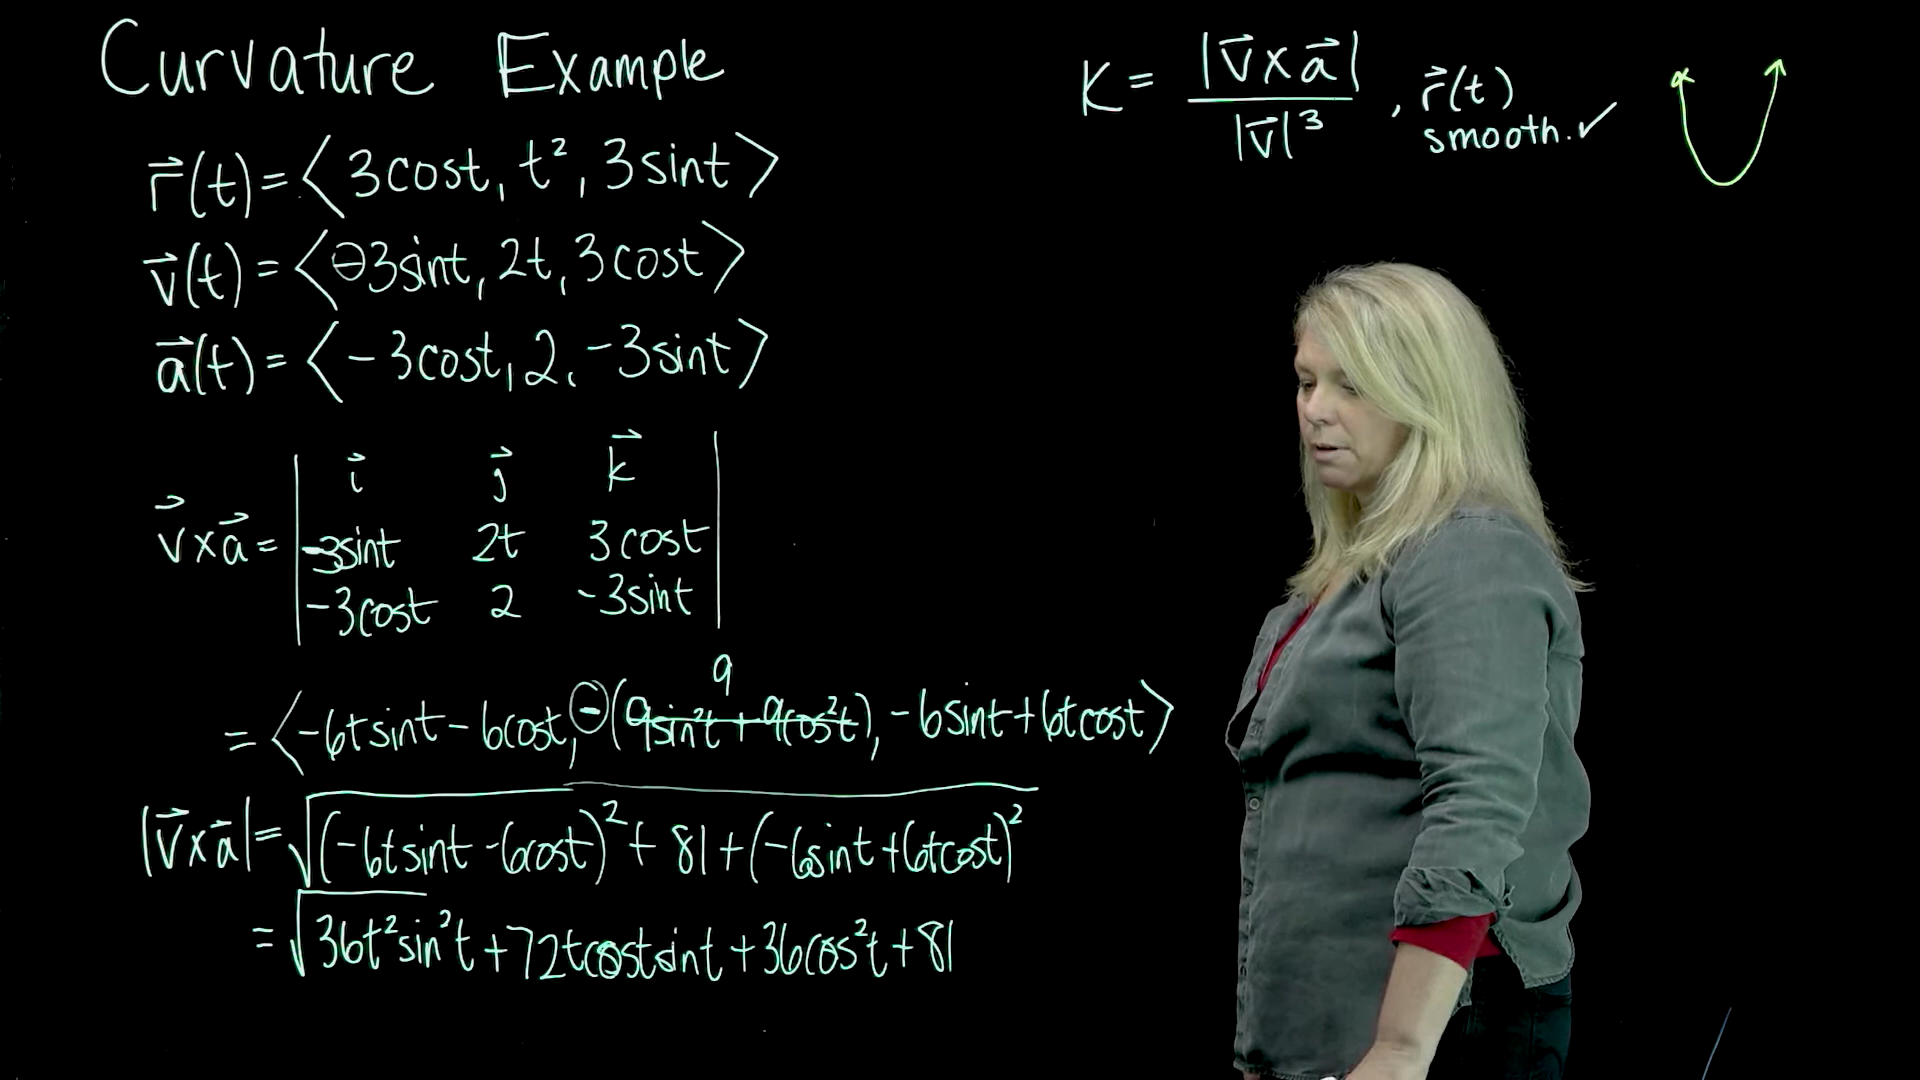 Curvature Example
r⃗(t) = ⟨3cost, t², 3sint⟩
v⃗(t) = ⟨-3sint, 2t, 3cost⟩
a⃗(t) = ⟨-3cost, 2, -3sint⟩
v⃗ x a⃗ = | i⃗ j⃗ k⃗ |
| -3sint 2t 3cost |
| -3cost 2 -3sint |
9
= ⟨-6tsint - 6cost, -(9sin²t + 9cos²t), -6sint + 6tcost⟩
|v⃗ x a⃗| = √((-6tsint - 6cost)² + 81 + (-6sint + 6tcost)²)
= √(36t²sin²t + 72tcostsint + 36cos²t + 81
K = |v⃗ x a⃗| / |v⃗|³ , r⃗(t)
smooth. ✓